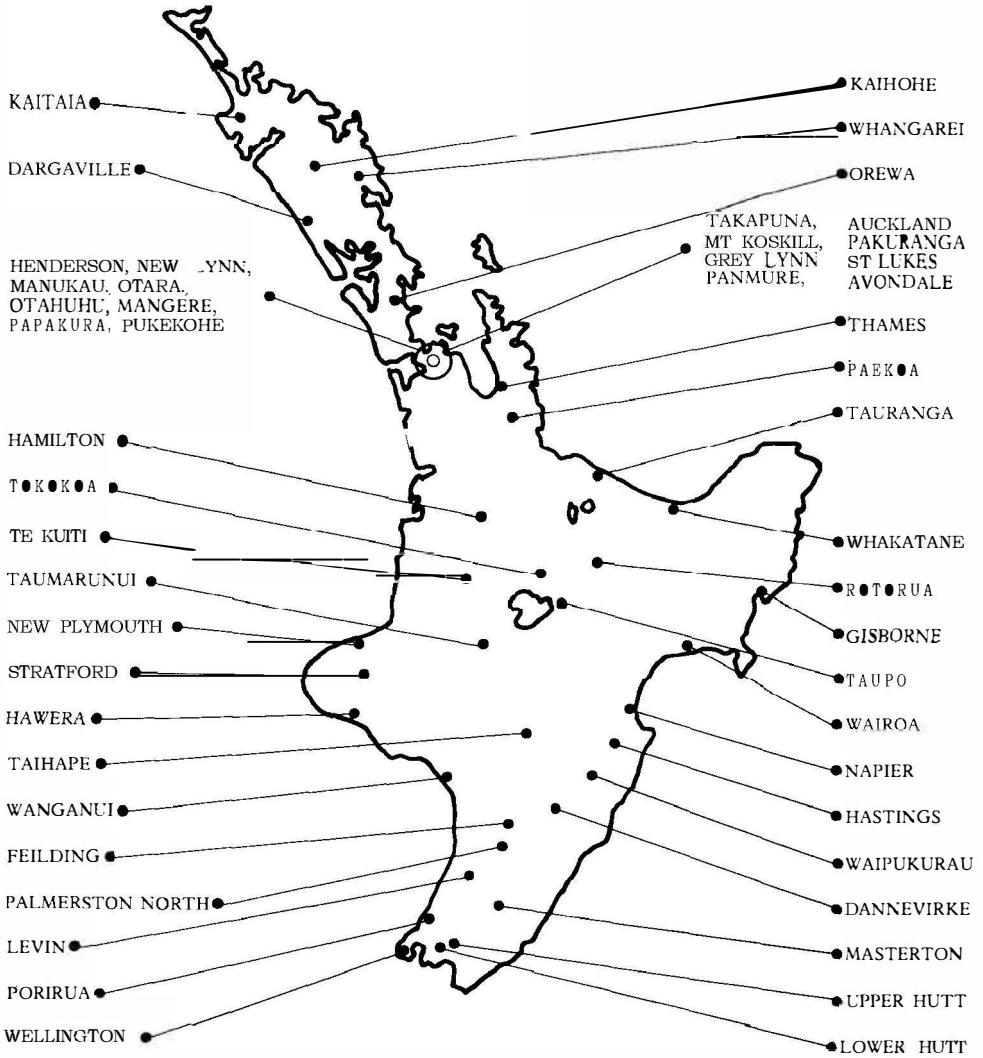 KAITAIA
DARGAVILLE
HENDERSON, NEW LYNN,
MANUKAU, OTARA,
OTAHUHU, MANGERE,
PAPAKURA, PUKEKOHE
HAMILTON
TOKOKOA
TE KUITI
TAUMARUNUI
NEW PLYMOUTH
STRATFORD
HAWERA
TAIHAPE
WANGANUI
FEILDING
PALMERSTON NORTH
LEVIN
PORIRUA
WELLINGTON
KAIHOHE
WHANGAREI
OREWA
TAKAPUNA,
MT KOSKILL,
GREY LYNN
PANMURE,
AUCKLAND
PAKURANGA
ST LUKES
AVONDALE
THAMES
PAEKOA
TAURANGA
WHAKATANE
ROTORUA
GISBORNE
TAUPO
WAIROA
NAPIER
HASTINGS
WAIPUKURAU
DANNEVIRKE
MASTERTON
UPPER HUTT
LOWER HUTT